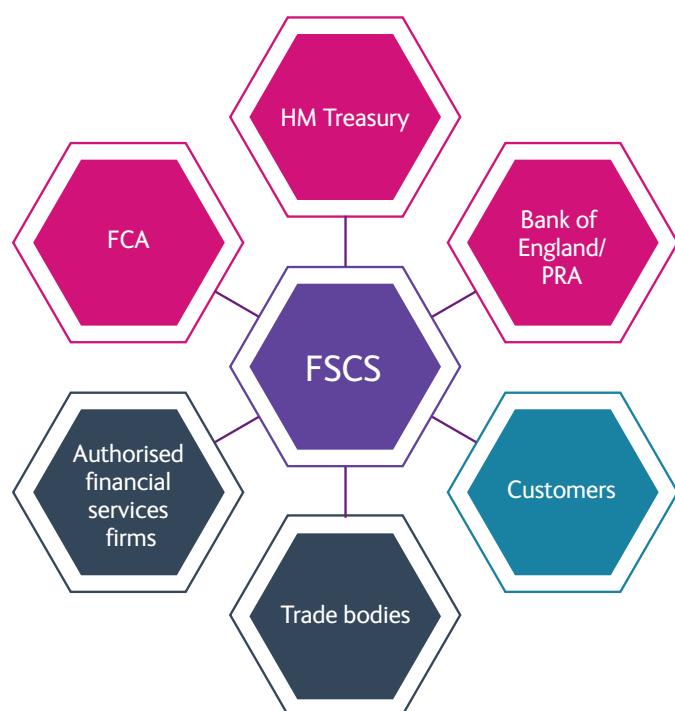 HM Treasury
FCA
Bank of
England/
PRA
FSCS
Authorised
financial
services
firms
Customers
Trade bodies